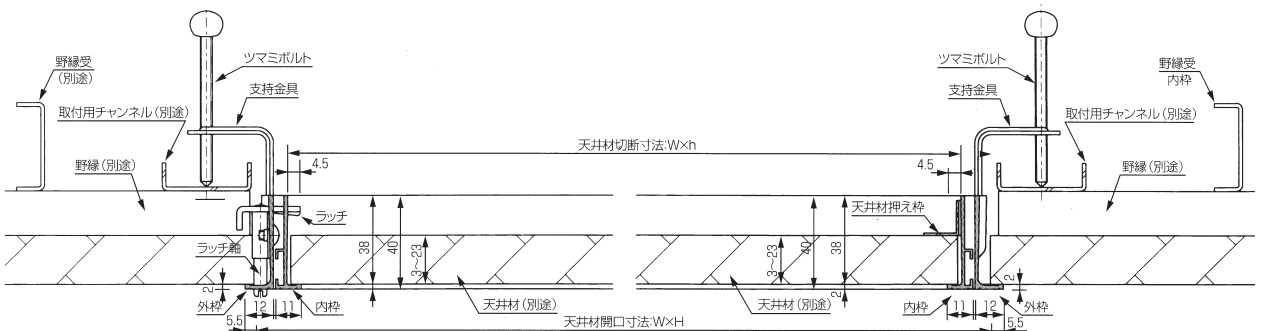 野縁受
(別途)
ツマミボルト
支持金具
取付用チャンネル(別途)
野縁(別途)
ラッチ
ラッチ軸
外枠
内枠
天井材(別途)
4.5
38
40
3~23
2
12
11
5.5
天井材切断寸法:W×h
天井材開口寸法:W×H
ツマミボルト
支持金具
野縁受
内枠
取付用チャンネル(別途)
野縁(別途)
天井材押え枠
天井材(別途)
内枠
外枠
4.5
3~23
40
38
2
2
11
12
5.5